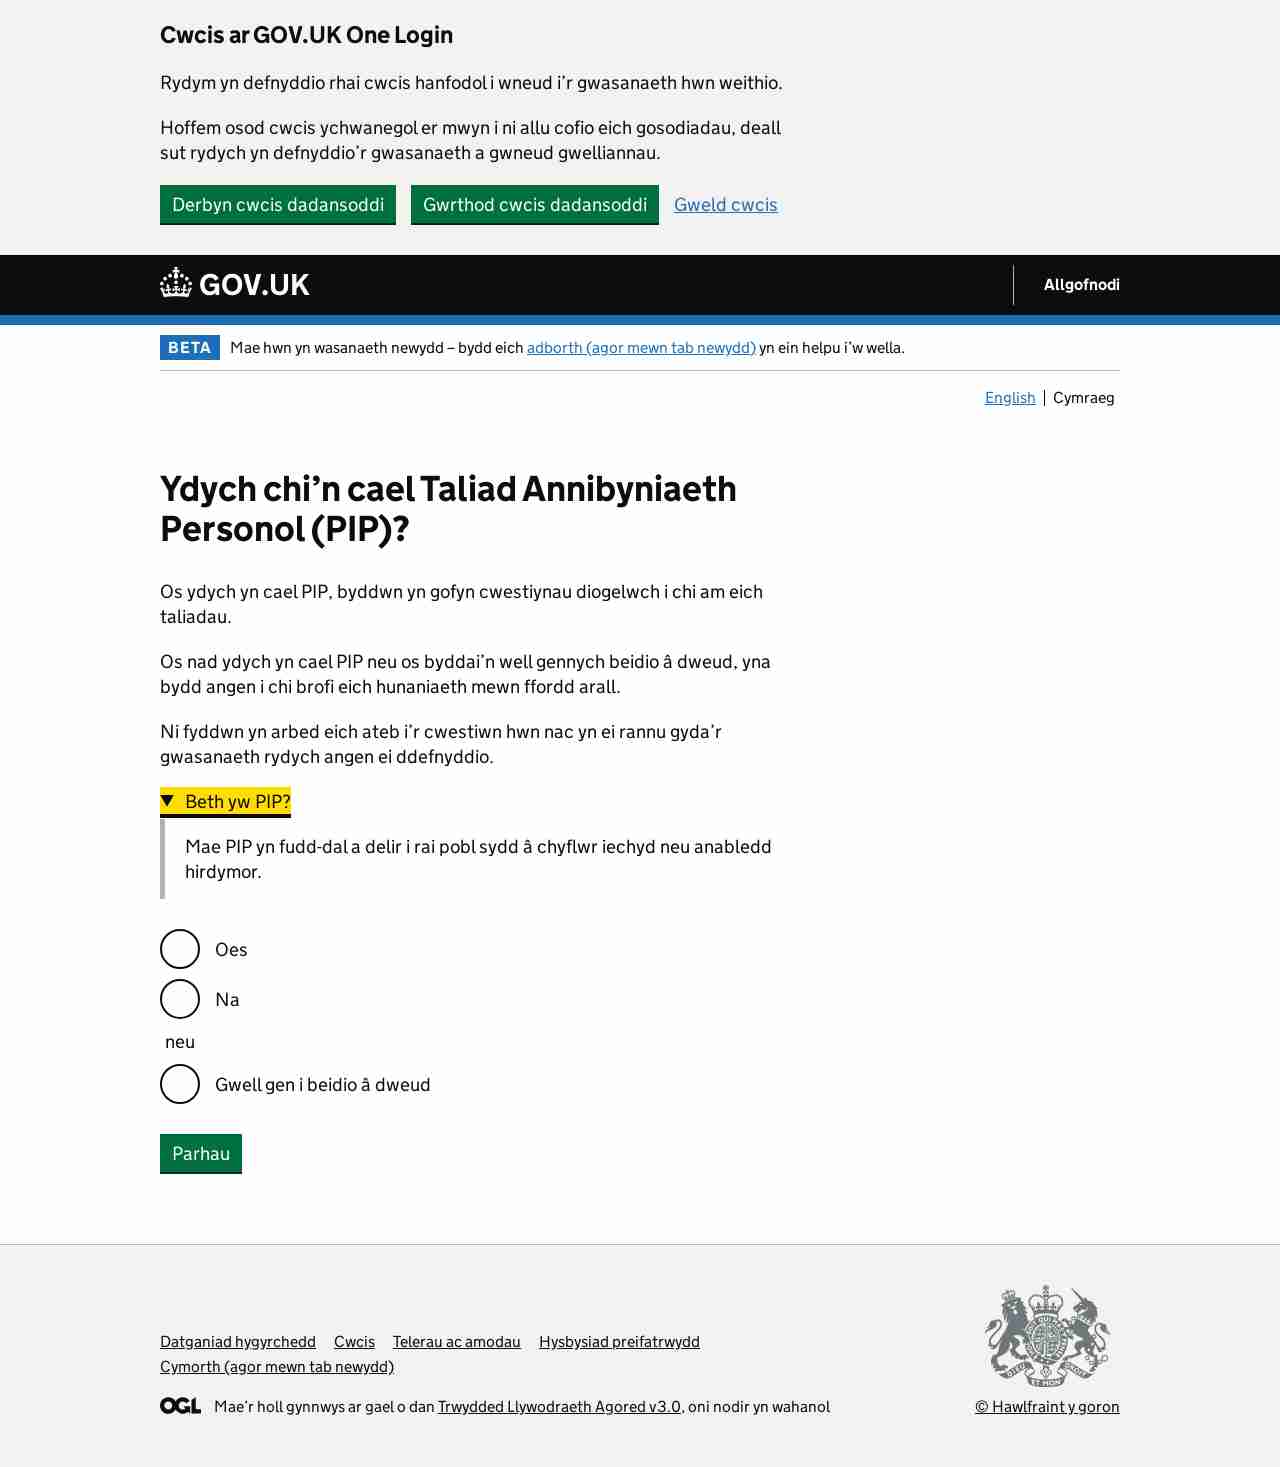 Cwcis ar GOV.UK One Login
Rydym yn defnyddio rhai cwcis hanfodol i wneud i’r gwasanaeth hwn weithio.
Hoffem osod cwcis ychwanegol er mwyn i ni allu cofio eich gosodiadau, deall
sut rydych yn defnyddio’r gwasanaeth a gwneud gwelliannau.
Derbyn cwcis dadansoddi Gwrthod cwcis dadansoddi Gweld cwcis
GOV.UK Allgofnodi
BETA Mae hwn yn wasanaeth newydd – bydd eich adborth (agor mewn tab newydd) yn ein helpu i’w wella.
English Cymraeg
Ydych chi’n cael Taliad Annibyniaeth
Personol (PIP)?
Os ydych yn cael PIP, byddwn yn gofyn cwestiynau diogelwch i chi am eich
taliadau.
Os nad ydych yn cael PIP neu os byddai’n well gennych beidio â dweud, yna
bydd angen i chi brofi eich hunaniaeth mewn ffordd arall.
Ni fyddwn yn arbed eich ateb i’r cwestiwn hwn nac yn ei rannu gyda’r
gwasanaeth rydych angen ei ddefnyddio.
Beth yw PIP?
Mae PIP yn fudd-dal a delir i rai pobl sydd â chyflwr iechyd neu anabledd
hirdymor.
Oes
Na
neu
Gwell gen i beidio â dweud
Parhau
Datganiad hygyrchedd Cwcis Telerau ac amodau Hysbysiad preifatrwydd
Cymorth (agor mewn tab newydd)
OGL Mae’r holl gynnwys ar gael o dan Trwydded Llywodraeth Agored v3.0, oni nodir yn wahanol
© Hawlfraint y goron